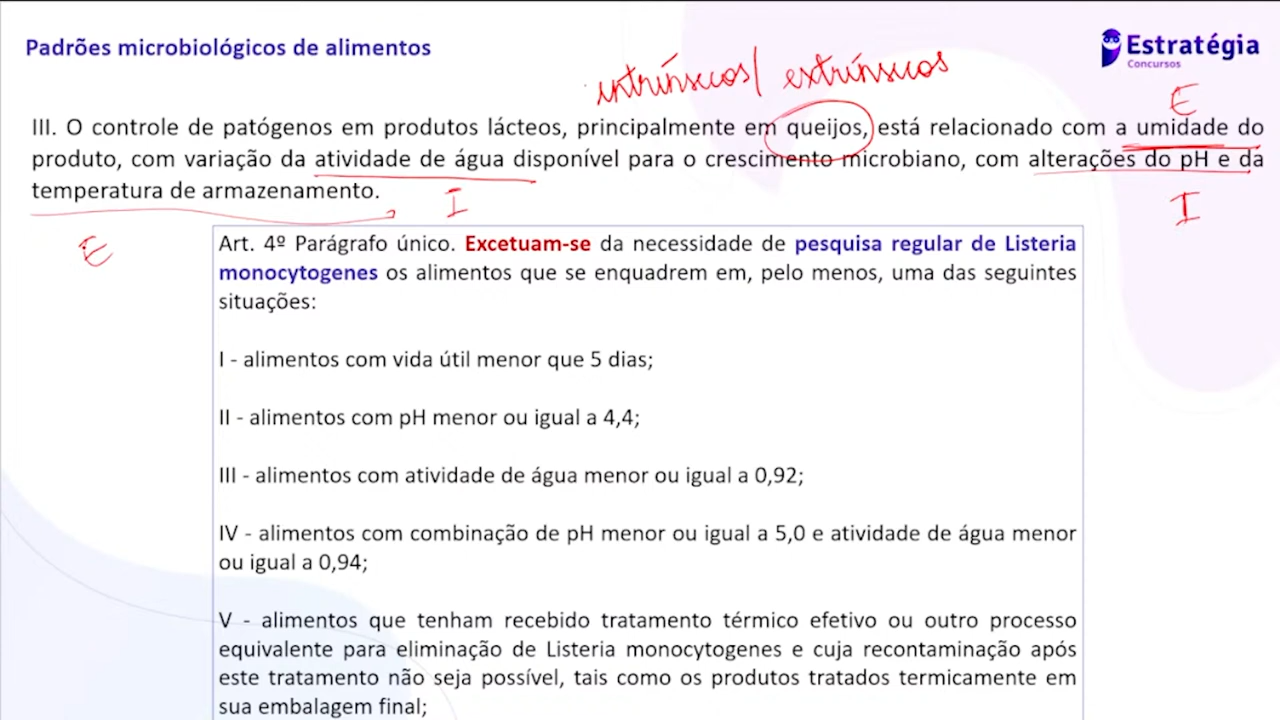 Padrões microbiológicos de alimentos
Estratégia
Concursos
intrínsecos/ extrínsecos
E
III. O controle de patógenos em produtos lácteos, principalmente em queijos, está relacionado com a umidade do
produto, com variação da atividade de água disponível para o crescimento microbiano, com alterações do pH e da
temperatura de armazenamento.
I
I
E
Art. 4º Parágrafo único. Excetuam-se da necessidade de pesquisa regular de Listeria
monocytogenes os alimentos que se enquadrem em, pelo menos, uma das seguintes
situações:
I - alimentos com vida útil menor que 5 dias;
II - alimentos com pH menor ou igual a 4,4;
III - alimentos com atividade de água menor ou igual a 0,92;
IV - alimentos com combinação de pH menor ou igual a 5,0 e atividade de água menor
ou igual a 0,94;
V - alimentos que tenham recebido tratamento térmico efetivo ou outro processo
equivalente para eliminação de Listeria monocytogenes e cuja recontaminação após
este tratamento não seja possível, tais como os produtos tratados termicamente em
sua embalagem final;